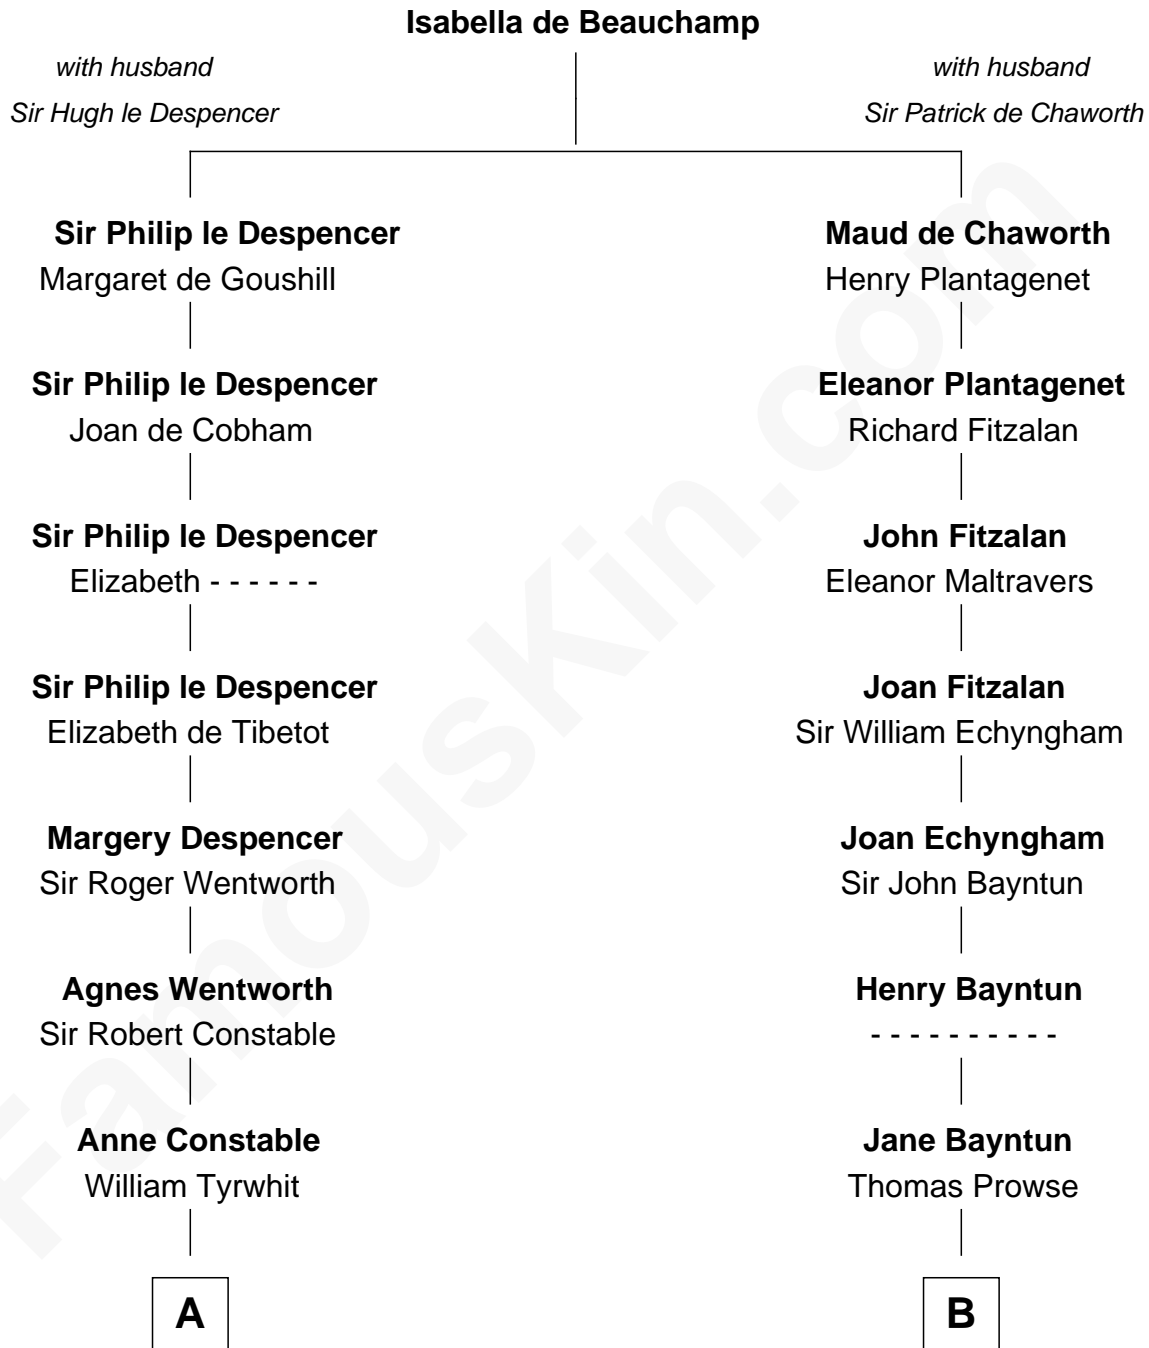 Isabella de Beauchamp
with husband
Sir Hugh le Despencer
with husband
Sir Patrick de Chaworth
Sir Philip le Despencer
Margaret de Goushill
Maud de Chaworth
Henry Plantagenet
Sir Philip le Despencer
Joan de Cobham
Eleanor Plantagenet
Richard Fitzalan
Sir Philip le Despencer
Elizabeth - - - - - -
John Fitzalan
Eleanor Maltravers
Sir Philip le Despencer
Elizabeth de Tibetot
Joan Fitzalan
Sir William Echyngham
Margery Despencer
Sir Roger Wentworth
Joan Echyngham
Sir John Bayntun
Agnes Wentworth
Sir Robert Constable
Henry Bayntun
- - - - - - - - - -
Anne Constable
William Tyrwhit
Jane Bayntun
Thomas Prowse
A
B
FamousKin.com